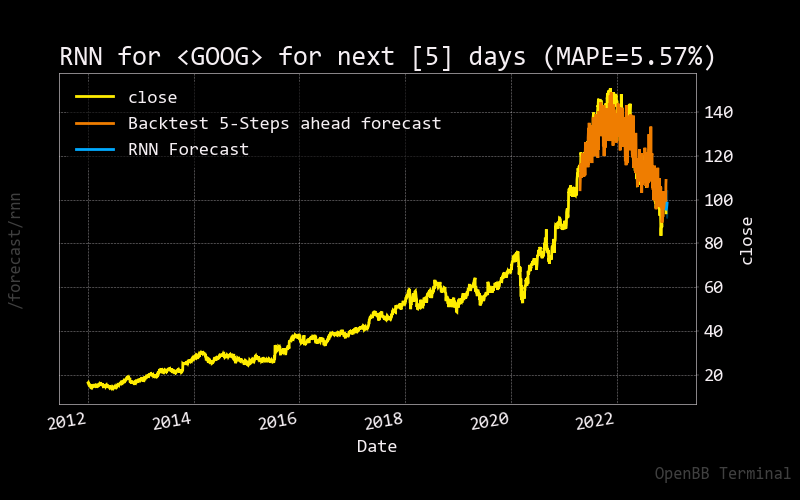 RNN for <GOOG> for next [5] days (MAPE=5.57%)
close
Backtest 5-Steps ahead forecast
RNN Forecast
140
120
100
80
60
40
20
close
/forecast/rnn
2012
2014
2016
2018
2020
2022
Date
OpenBB Terminal